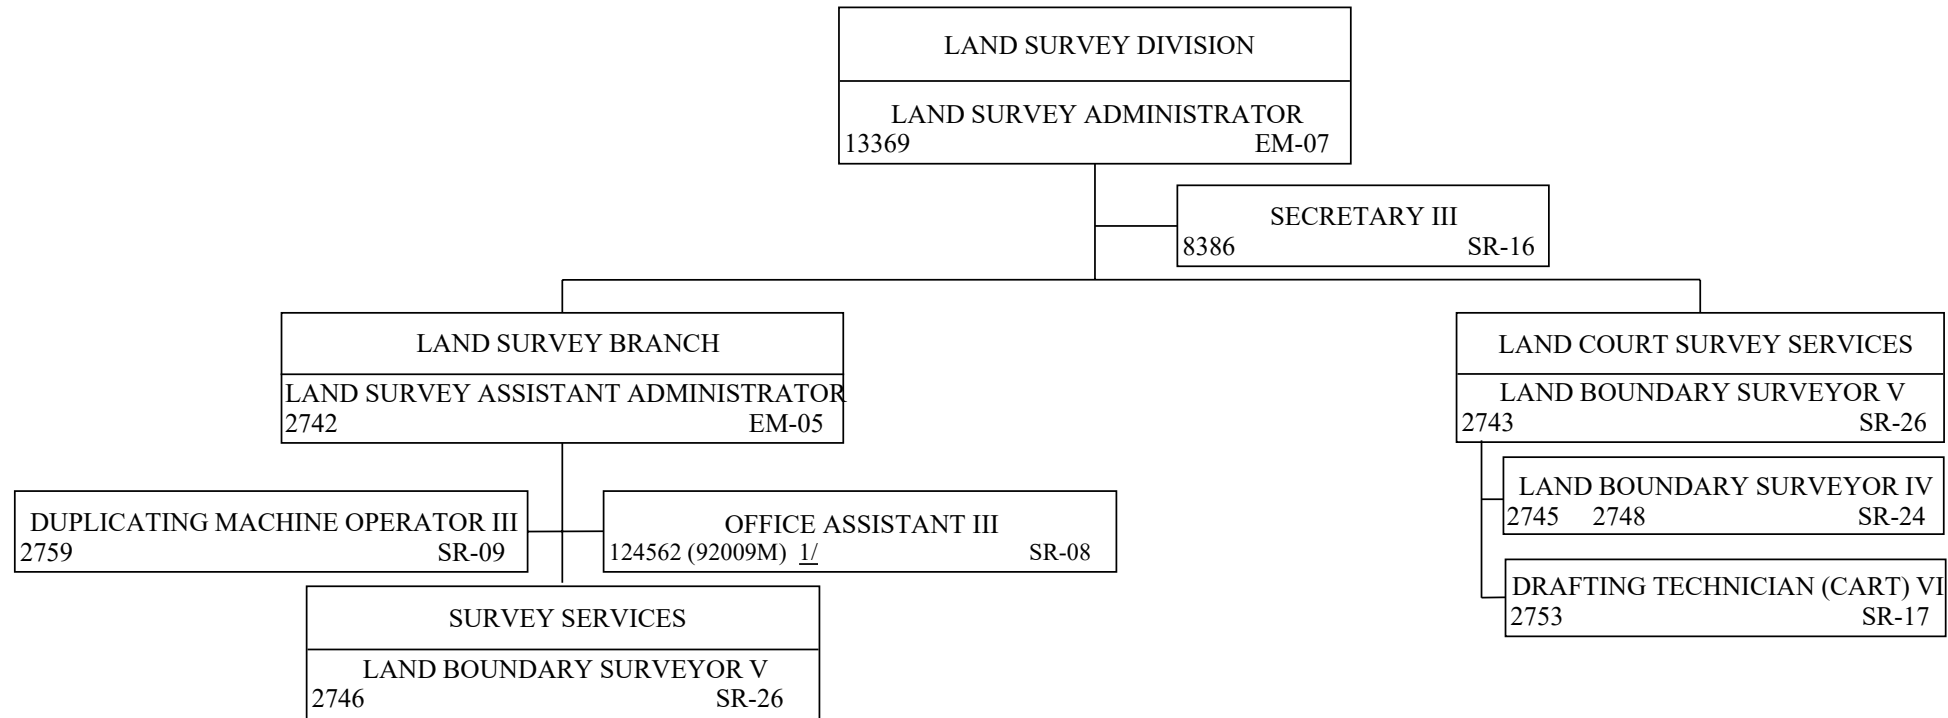 LAND SURVEY DIVISION
LAND SURVEY ADMINISTRATOR
13369 EM-07
SECRETARY III
8386 SR-16
LAND SURVEY BRANCH
LAND SURVEY ASSISTANT ADMINISTRATOR
2742 EM-05
LAND COURT SURVEY SERVICES
LAND BOUNDARY SURVEYOR V
2743 SR-26
DUPLICATING MACHINE OPERATOR III
2759 SR-09
OFFICE ASSISTANT III
124562 (92009M) 1/ SR-08
LAND BOUNDARY SURVEYOR IV
2745 2748 SR-24
DRAFTING TECHNICIAN (CART) VI
2753 SR-17
SURVEY SERVICES
LAND BOUNDARY SURVEYOR V
2746 SR-26